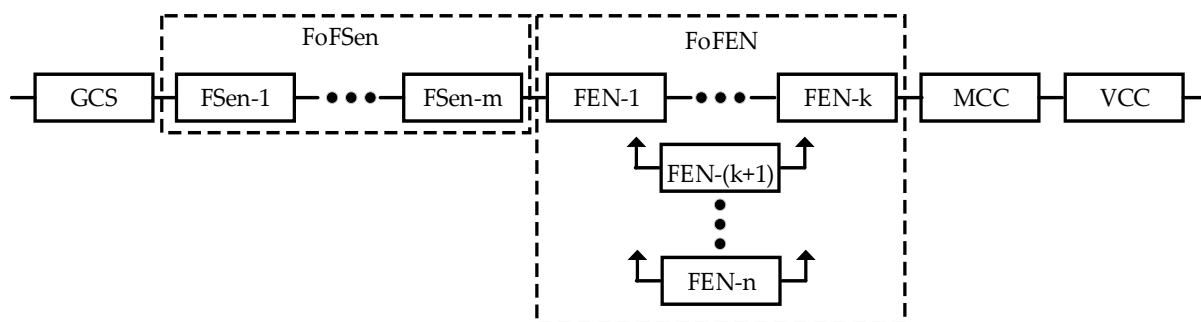 FoFSen FoFEN
GCS FSen-1 FSen-m FEN-1 FEN-k MCC VCC
FEN-(k+1)
FEN-n